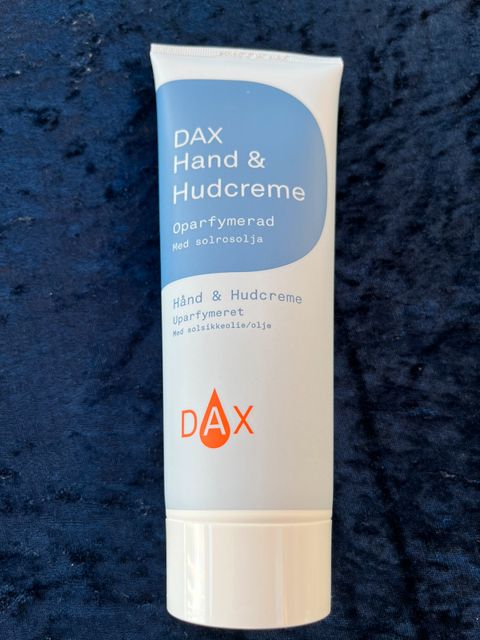 DAX
Hand &
Hudcreme
Oparfymerad
Med solrosolja
Hånd & Hudcreme
Uparfymeret
Med solsikkeolie/olje
DAX